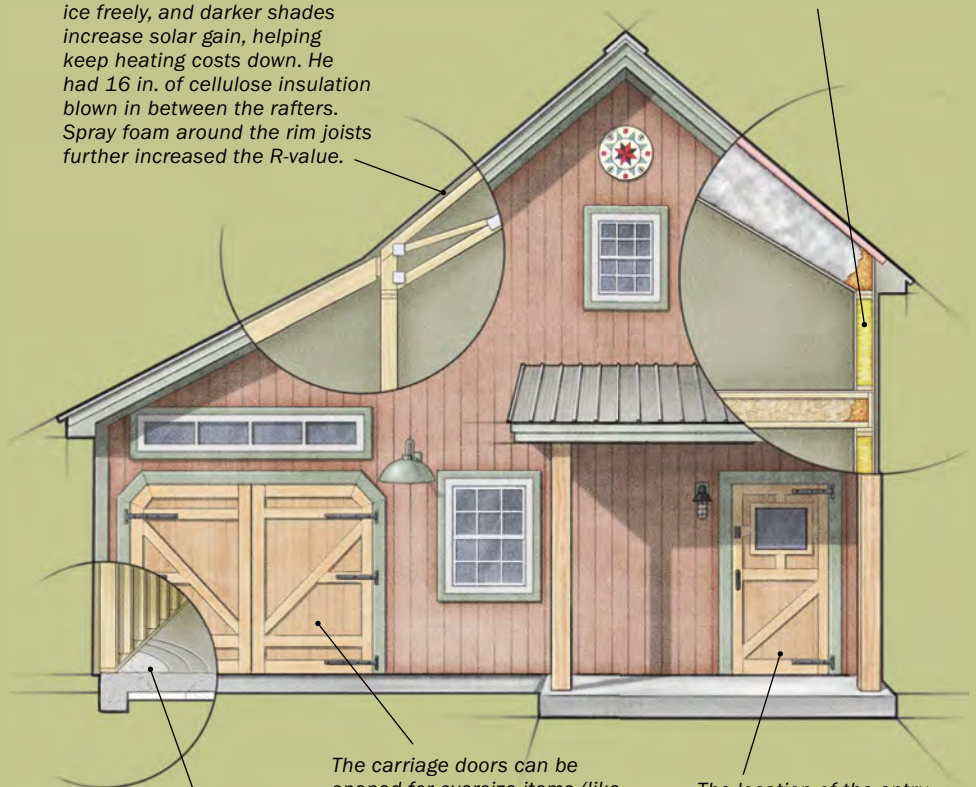 ice freely, and darker shades
increase solar gain, helping
keep heating costs down. He
had 16 in. of cellulose insulation
blown in between the rafters.
Spray foam around the rim joists
further increased the R-value.
The carriage doors can be
opened for oversize items (like
The location of the entry